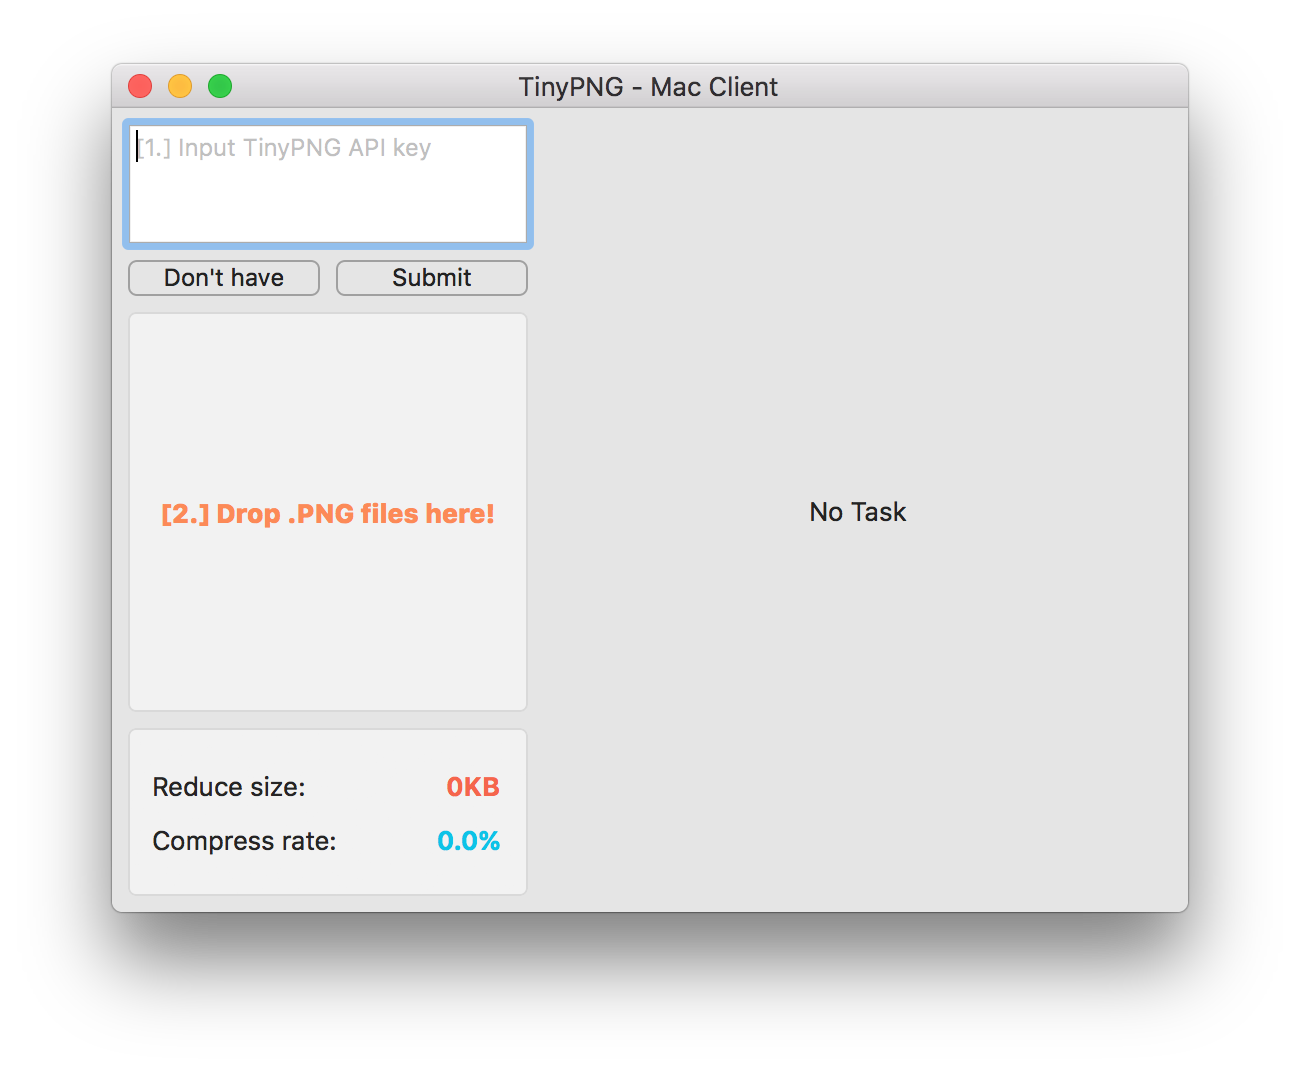 TinyPNG - Mac Client
[1.] Input TinyPNG API key
Don't have
Submit
[2.] Drop .PNG files here!
No Task
Reduce size: 0KB
Compress rate: 0.0%